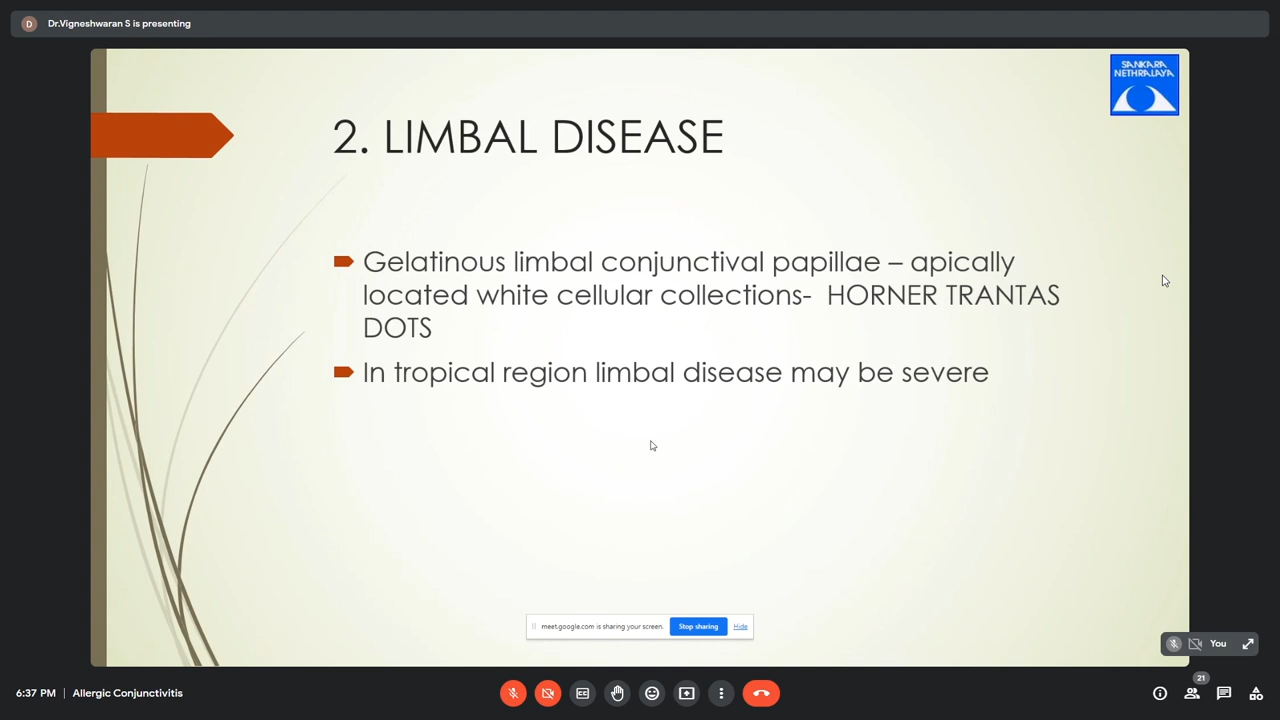 D
Dr.Vigneshwaran S is presenting
SANKARA
NETHRALAYA
2. LIMBAL DISEASE
Gelatinous limbal conjunctival papillae – apically
located white cellular collections- HORNER TRANTAS
DOTS
In tropical region limbal disease may be severe
meet.google.com is sharing your screen.
Stop sharing
Hide
You
6:37 PM | Allergic Conjunctivitis
21